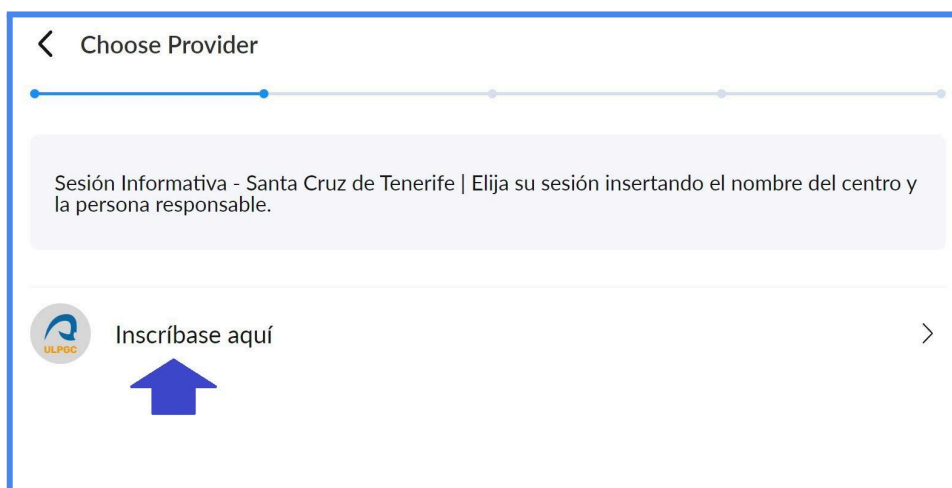 Choose Provider
Sesión Informativa - Santa Cruz de Tenerife | Elija su sesión insertando el nombre del centro y
la persona responsable.
Inscríbase aquí
ULPGC